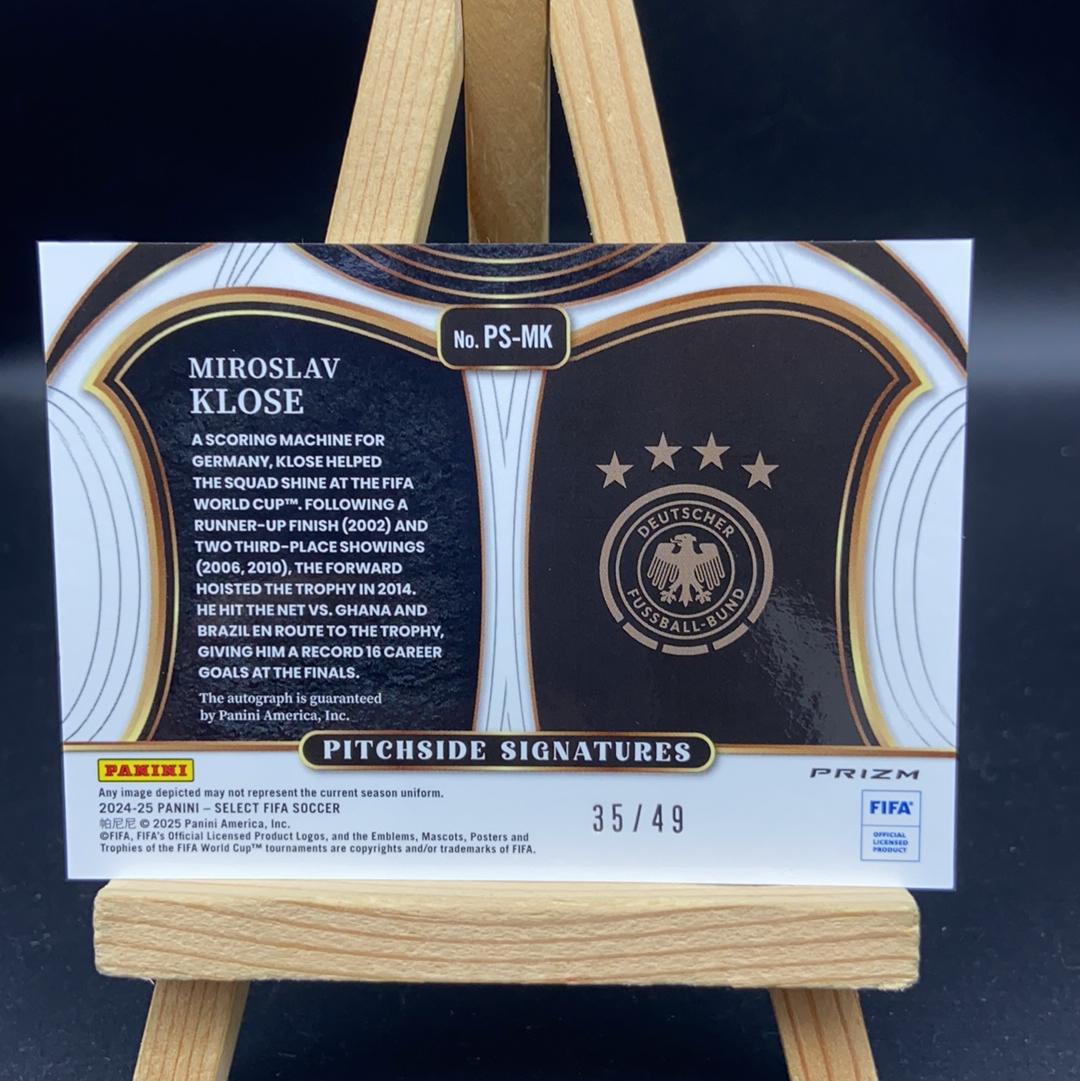 No. PS-MK
MIROSLAV
KLOSE
A SCORING MACHINE FOR
GERMANY, KLOSE HELPED
THE SQUAD SHINE AT THE FIFA
WORLD CUP™. FOLLOWING A
RUNNER-UP FINISH (2002) AND
TWO THIRD-PLACE SHOWINGS
(2006, 2010), THE FORWARD
HOISTED THE TROPHY IN 2014.
HE HIT THE NET VS. GHANA AND
BRAZIL EN ROUTE TO THE TROPHY,
GIVING HIM A RECORD 16 CAREER
GOALS AT THE FINALS.
The autograph is guaranteed
by Panini America, Inc.
DEUTSCHER
FUSSBALL-BUND
PITCHSIDE SIGNATURES
PANINI
PRIZM
Any image depicted may not represent the current season uniform.
2024-25 PANINI – SELECT FIFA SOCCER
帕尼尼 © 2025 Panini America, Inc.
©FIFA, FIFA's Official Licensed Product Logos, and the Emblems, Mascots, Posters and
Trophies of the FIFA World Cup™ tournaments are copyrights and/or trademarks of FIFA.
35/49
FIFA®
OFFICIAL
LICENSED
PRODUCT